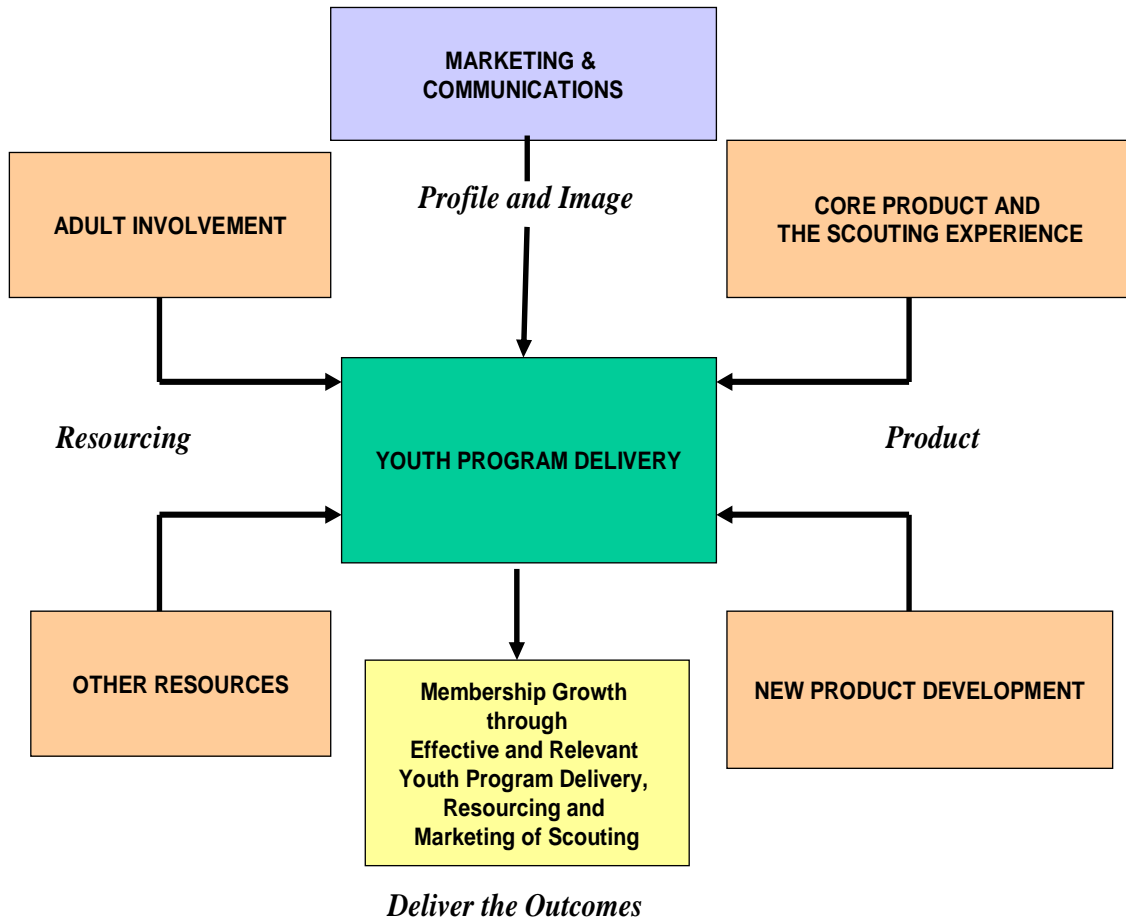 MARKETING &
COMMUNICATIONS
Profile and Image
ADULT INVOLVEMENT
CORE PRODUCT AND
THE SCOUTING EXPERIENCE
Resourcing
YOUTH PROGRAM DELIVERY
Product
OTHER RESOURCES
Membership Growth
through
Effective and Relevant
Youth Program Delivery,
Resourcing and
Marketing of Scouting
NEW PRODUCT DEVELOPMENT
Deliver the Outcomes